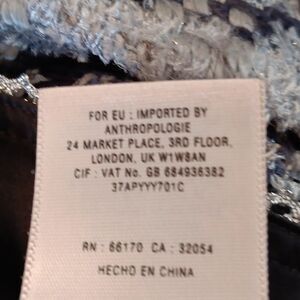 FOR EU : IMPORTED BY
ANTHROPOLOGIE
24 MARKET PLACE, 3RD FLOOR,
LONDON, UK W1W8AN
CIF : VAT No. GB 684936382
37APYYY701C
RN : 66170 CA : 32054
HECHO EN CHINA